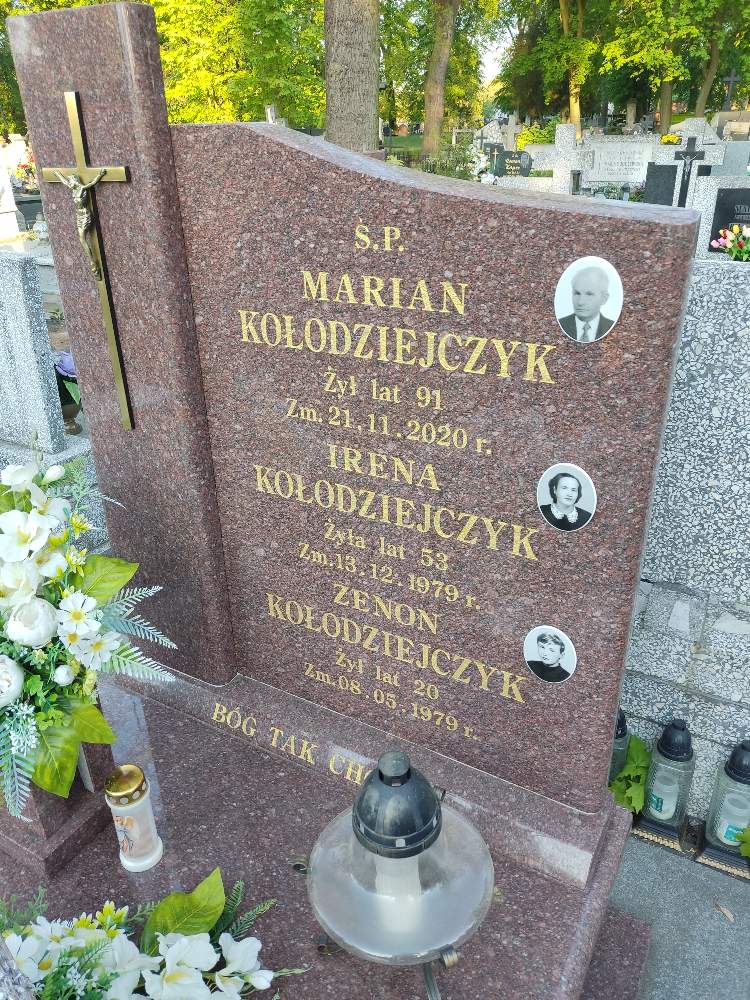 Ś.P.
MARIAN
KOŁODZIEJCZYK
Żył lat 91
Zm. 21.11.2020 r.
IRENA
KOŁODZIEJCZYK
Żyła lat 53
Zm. 13.12.1979 r.
ZENON
KOŁODZIEJCZYK
Żył lat 20
Zm. 08.05.1979 r.
BÓG TAK CH